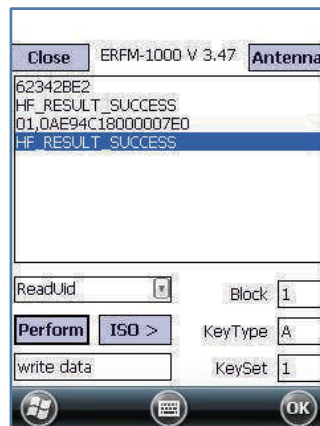 Close ERFM-1000 V 3.47 Antenna
62342BE2
HF_RESULT_SUCCESS
01,0AE94C18000007E0
HF_RESULT_SUCCESS
ReadUid Block 1
Perform ISO > KeyType A
write data KeySet 1
OK